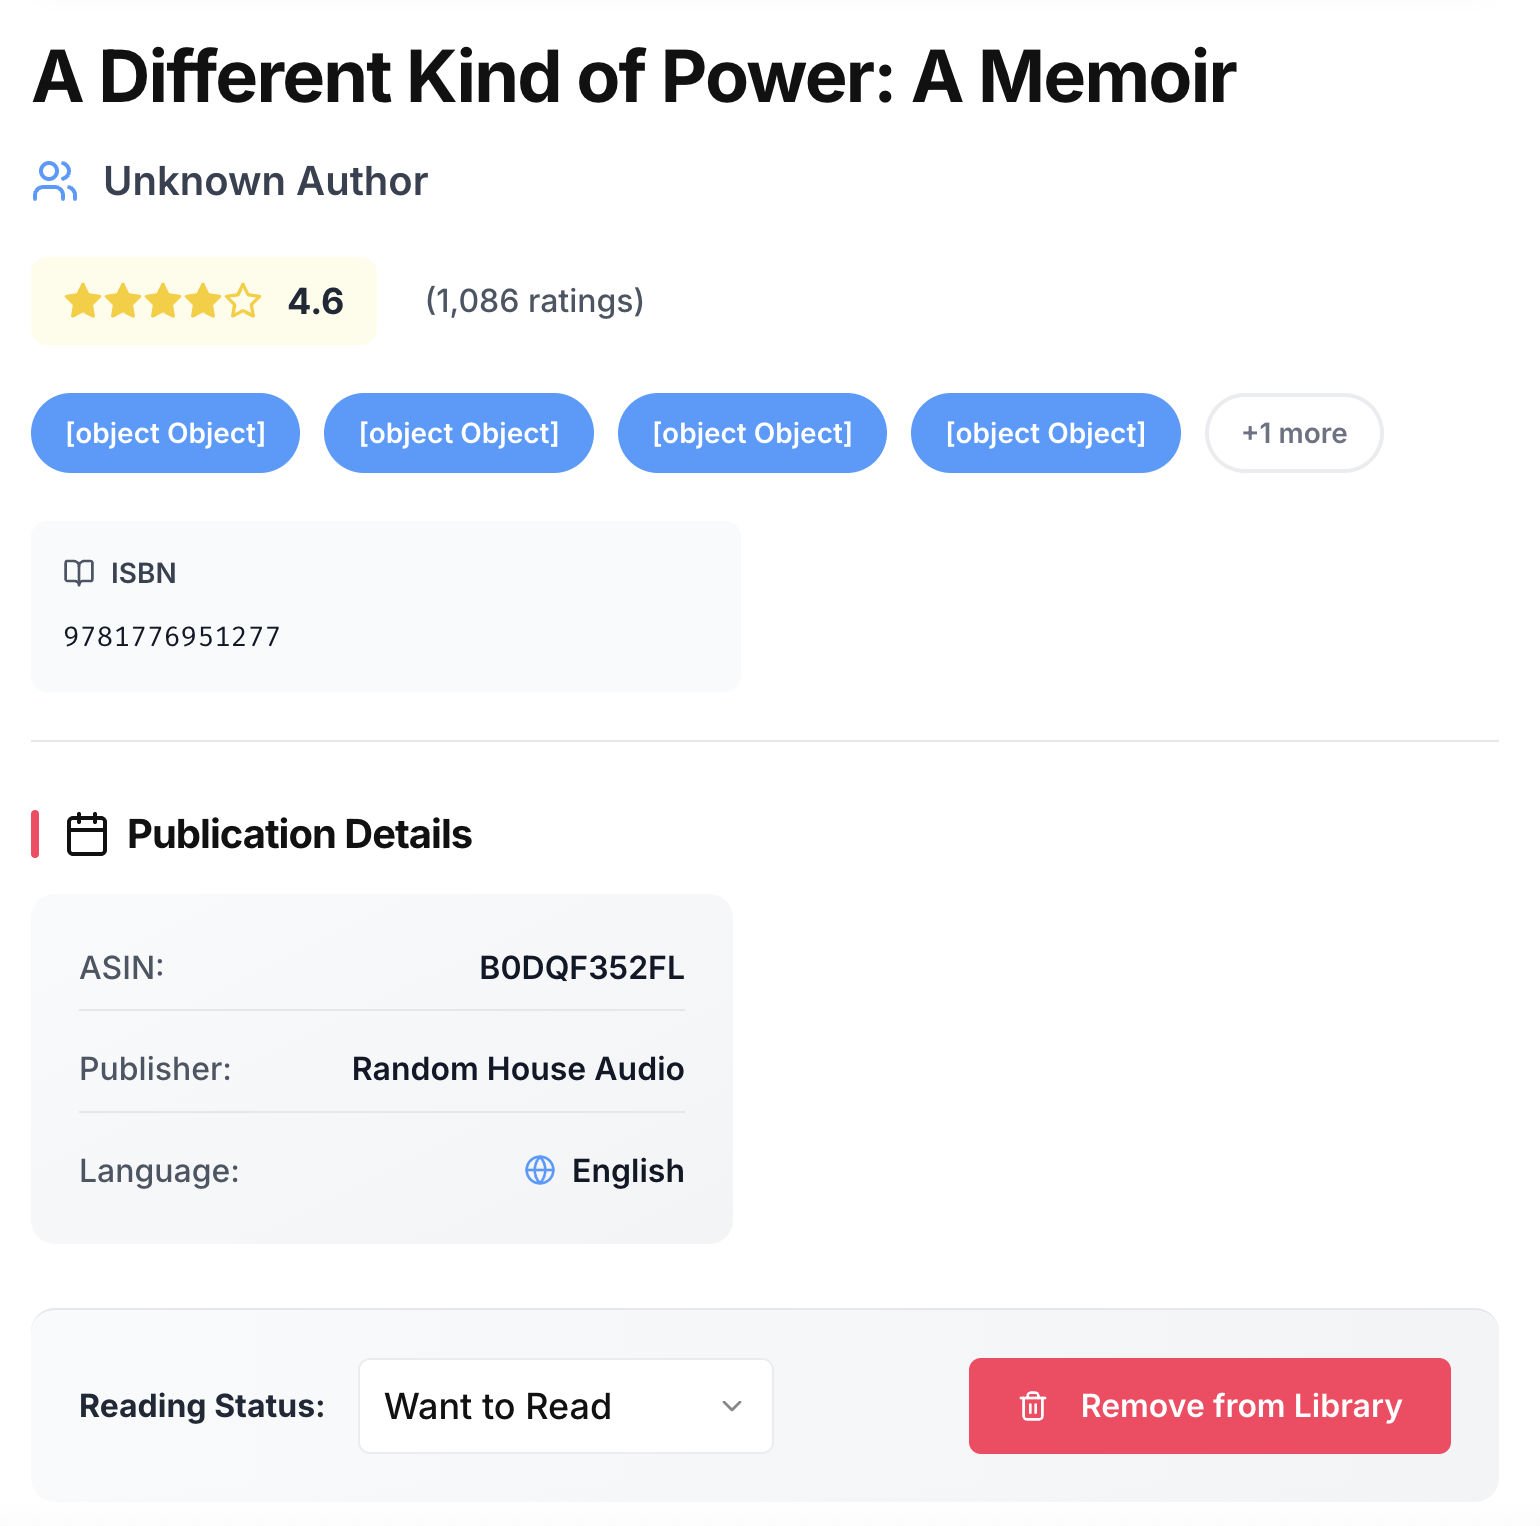 A Different Kind of Power: A Memoir
Unknown Author
4.6 (1,086 ratings)
[object Object] [object Object] [object Object] [object Object] +1 more
ISBN
9781776951277
Publication Details
ASIN: B0DQF352FL
Publisher: Random House Audio
Language: English
Reading Status: Want to Read Remove from Library